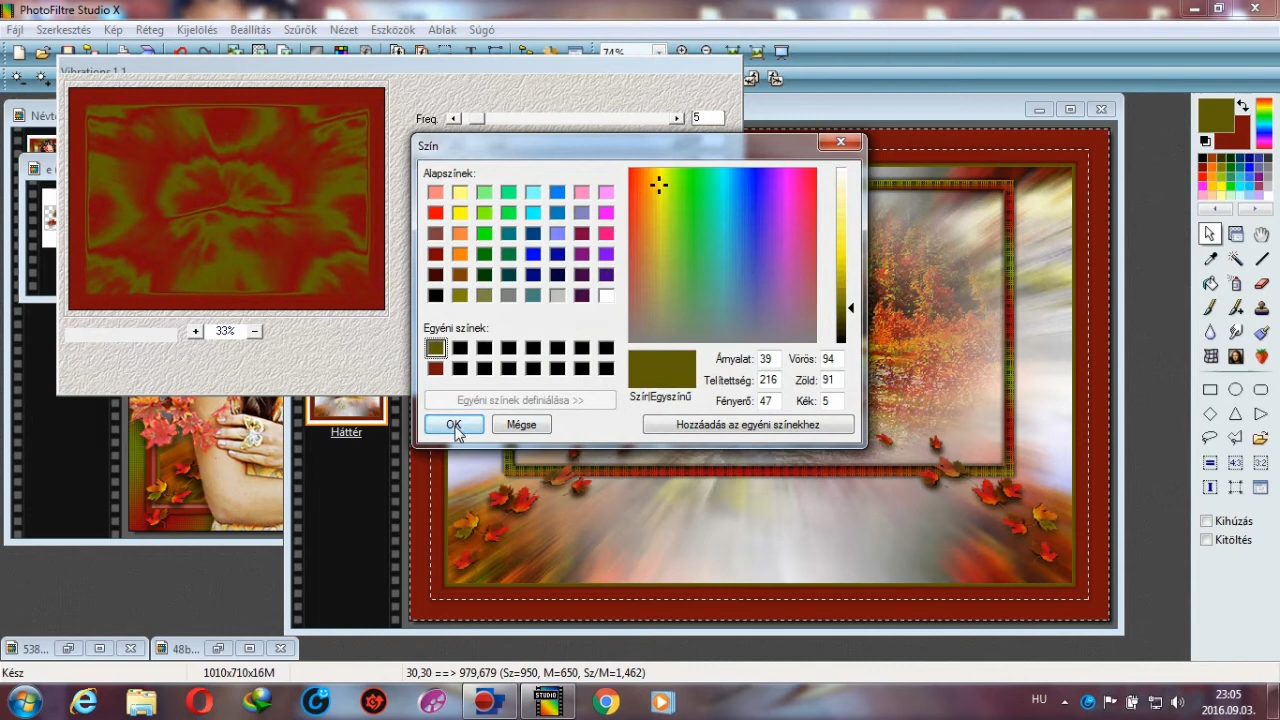 PhotoFiltre Studio X
Fájl Szerkesztés Kép Réteg Kijelölés Beállítás Szűrők Nézet Eszközök Ablak Súgó
74%
Vibrations 1.1
Névt
e
Freq. 5
33%
Szín
Alapszínek:
Egyéni színek:
Egyéni színek definiálása >>
OK Mégse
Szín|Egyszínű
Árnyalat: 39 Vörös: 94
Telítettség: 216 Zöld: 91
Fényerő: 47 Kék: 5
Hozzáadás az egyéni színekhez
Háttér
Kihúzás
Kitöltés
538... 48b...
Kész 1010x710x16M 30,30 ==> 979,679 (Sz=950, M=650, Sz/M=1,462)
STUDIO
HU
23:05
2016.09.03.